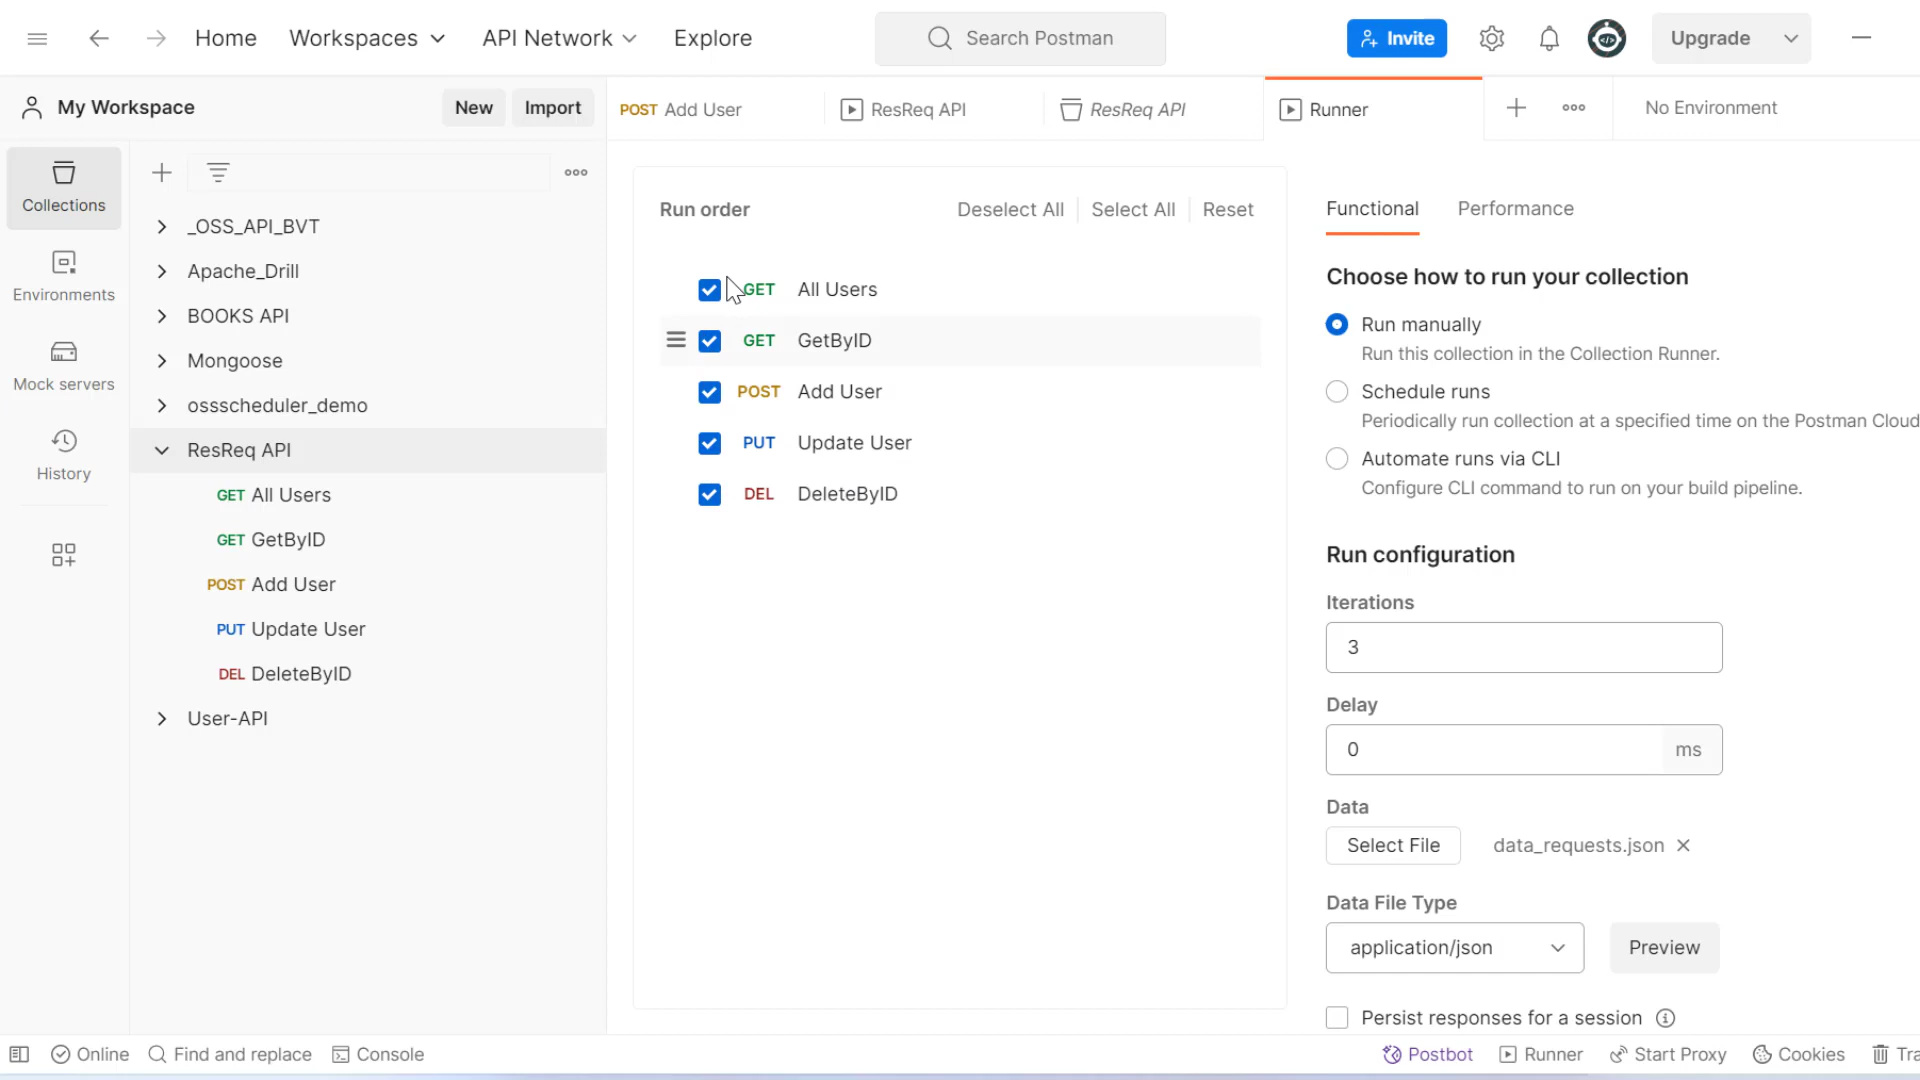 Home Workspaces API Network Explore Search Postman Invite Upgrade
My Workspace New Import POST Add User ResReq API ResReq API Runner No Environment
Collections
Environments
Mock servers
History
_OSS_API_BVT
Apache_Drill
BOOKS API
Mongoose
ossscheduler_demo
ResReq API
GET All Users
GET GetByID
POST Add User
PUT Update User
DEL DeleteByID
User-API
Run order Deselect All Select All Reset
GET All Users
GET GetByID
POST Add User
PUT Update User
DEL DeleteByID
Functional Performance
Choose how to run your collection
Run manually
Run this collection in the Collection Runner.
Schedule runs
Periodically run collection at a specified time on the Postman Cloud
Automate runs via CLI
Configure CLI command to run on your build pipeline.
Run configuration
Iterations
3
Delay
0 ms
Data
Select File data_requests.json
Data File Type
application/json Preview
Persist responses for a session
Online Find and replace Console Postbot Runner Start Proxy Cookies Tra